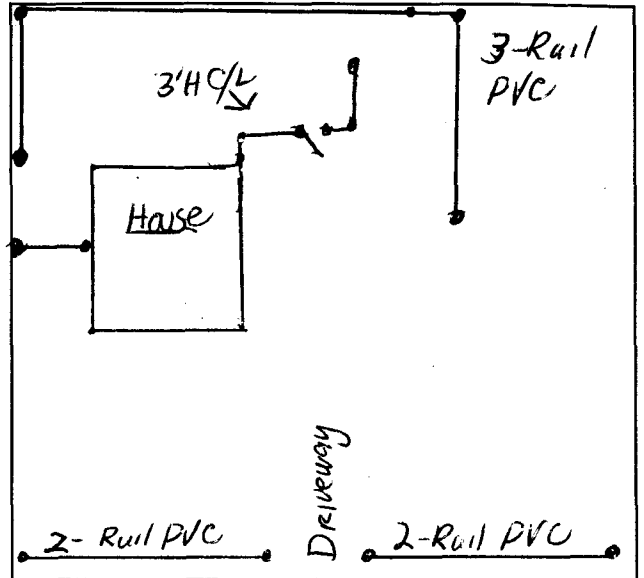 3-Rail
PVC
3'H C/L
House
Driveway
2-Rail PVC
2-Rail PVC